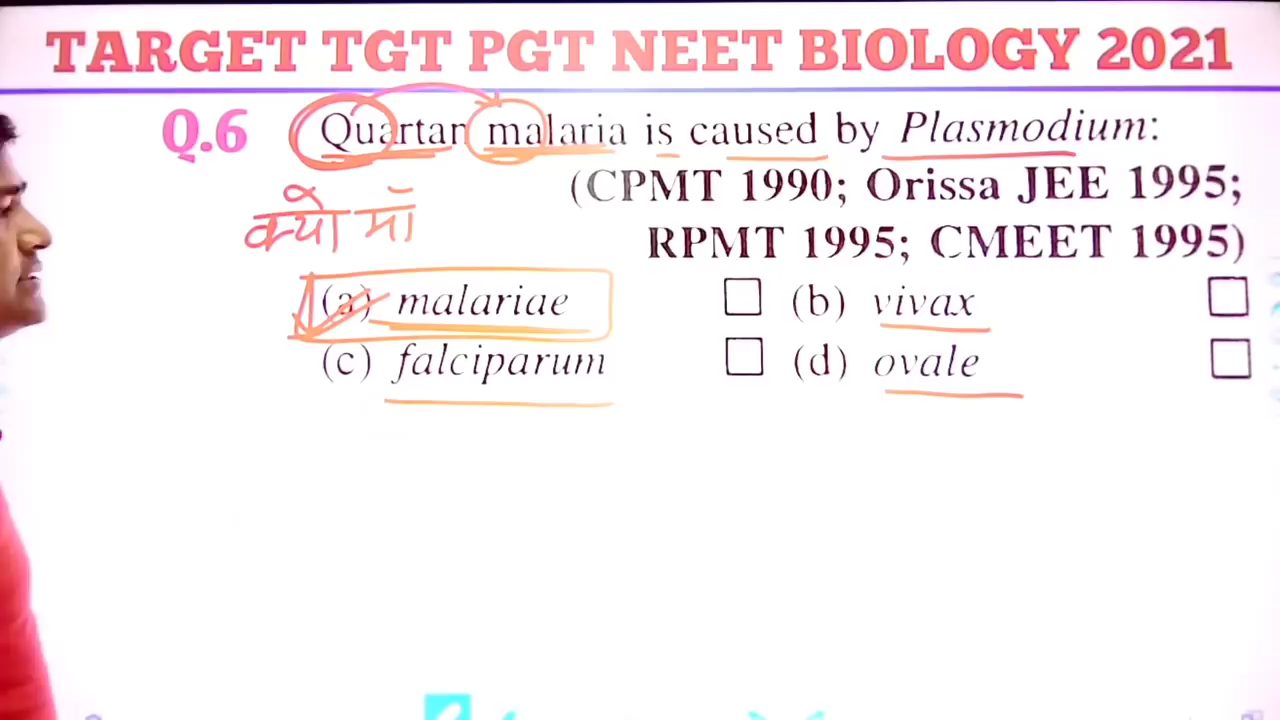 TARGET TGT PGT NEET BIOLOGY 2021
Q.6 Quartan malaria is caused by Plasmodium:
(CPMT 1990; Orissa JEE 1995;
क्यो मॉ
RPMT 1995; CMEET 1995)
(a) malariae (b) vivax
(c) falciparum (d) ovale